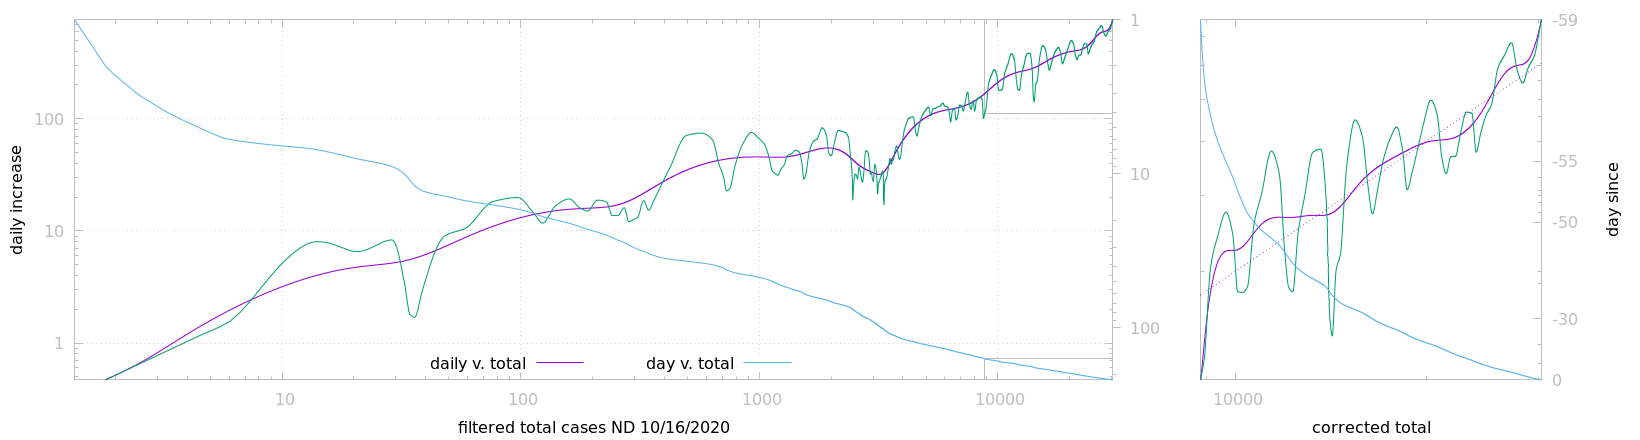 daily increase
100
10
1
1
10
100
daily v. total
day v. total
10
100
1000
10000
filtered total cases ND 10/16/2020
-59
-55
-50
-30
0
day since
10000
corrected total